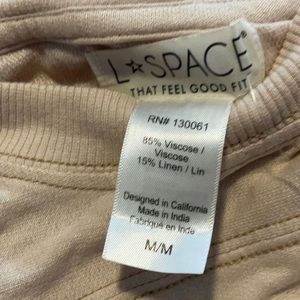 L☆SPACE®
THAT FEEL GOOD FIT
RN# 130061
85% Viscose /
Viscose
15% Linen / Lin
Designed in California
Made in India
Fabriqué en Inde
M/M